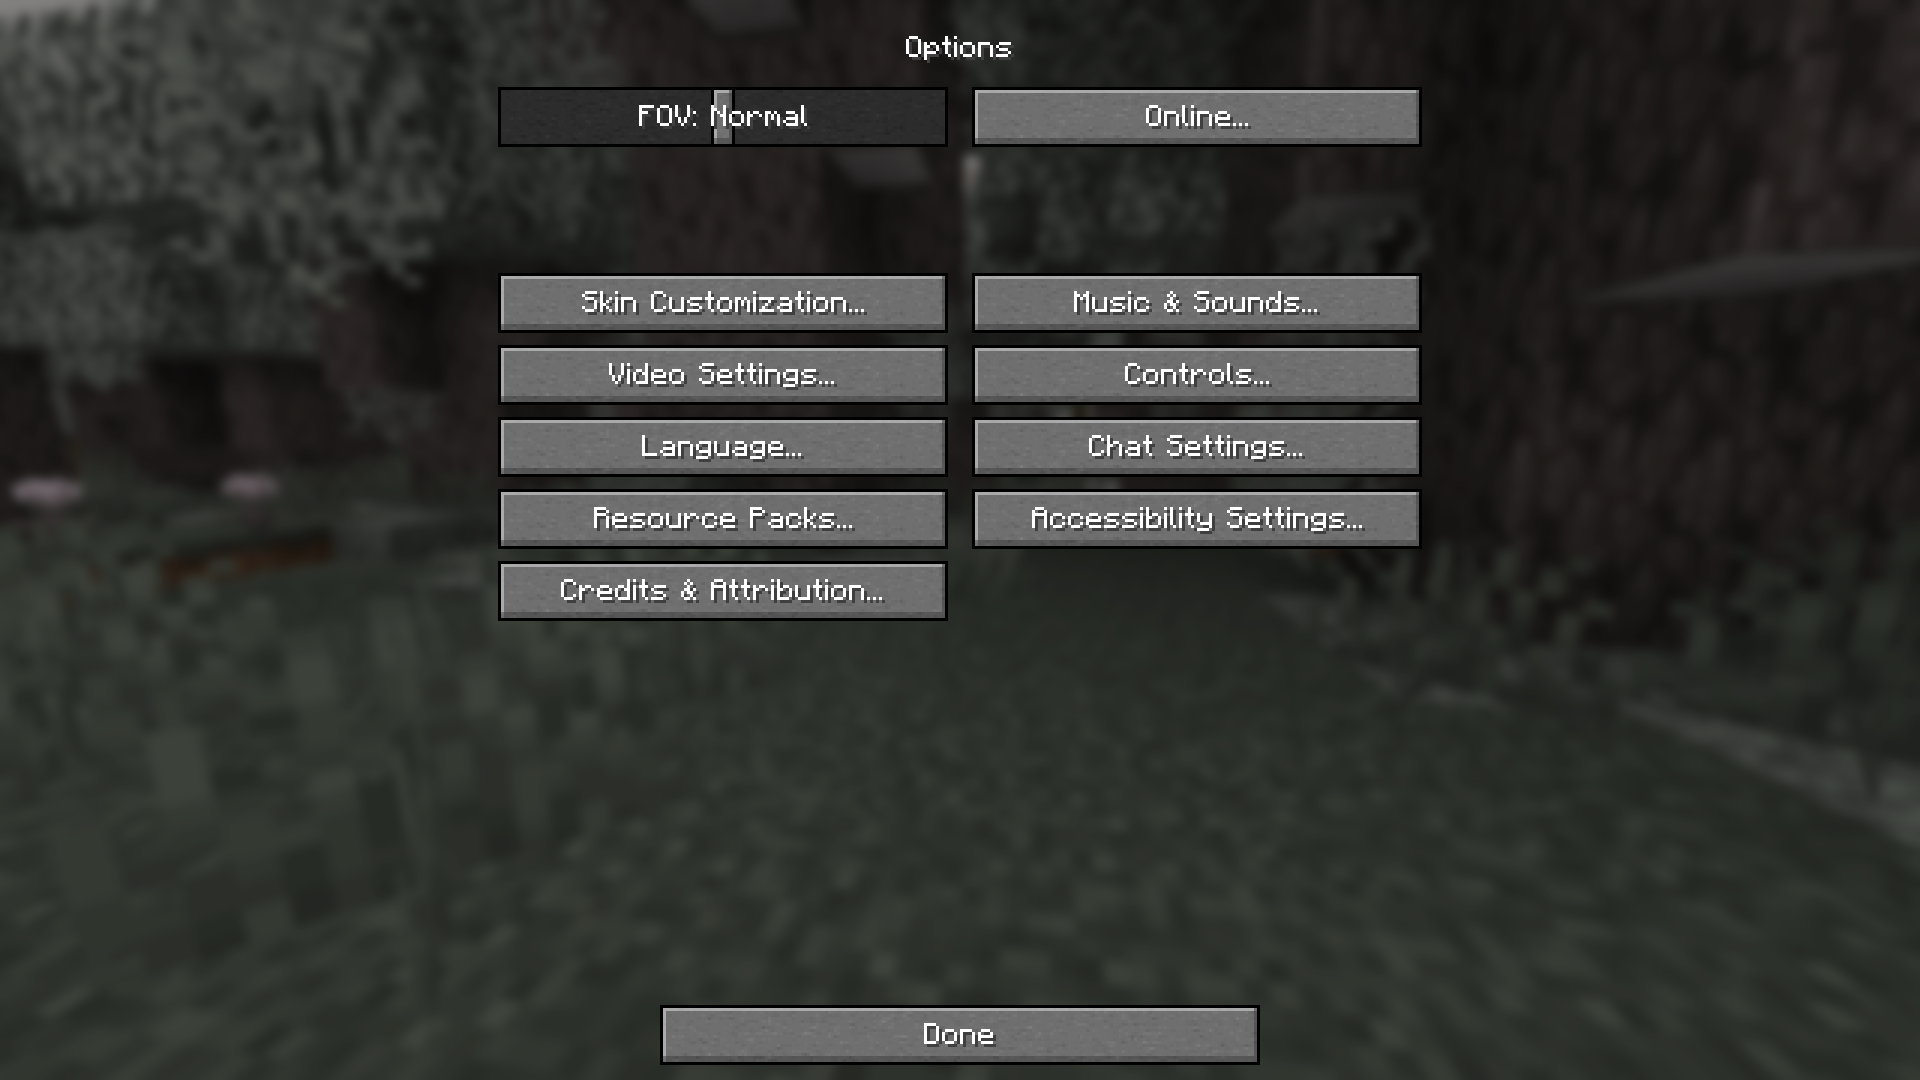 Options
FOV: Normal
Online...
Skin Customization...
Music & Sounds...
Video Settings...
Controls...
Language...
Chat Settings...
Resource Packs...
Accessibility Settings...
Credits & Attribution...
Done